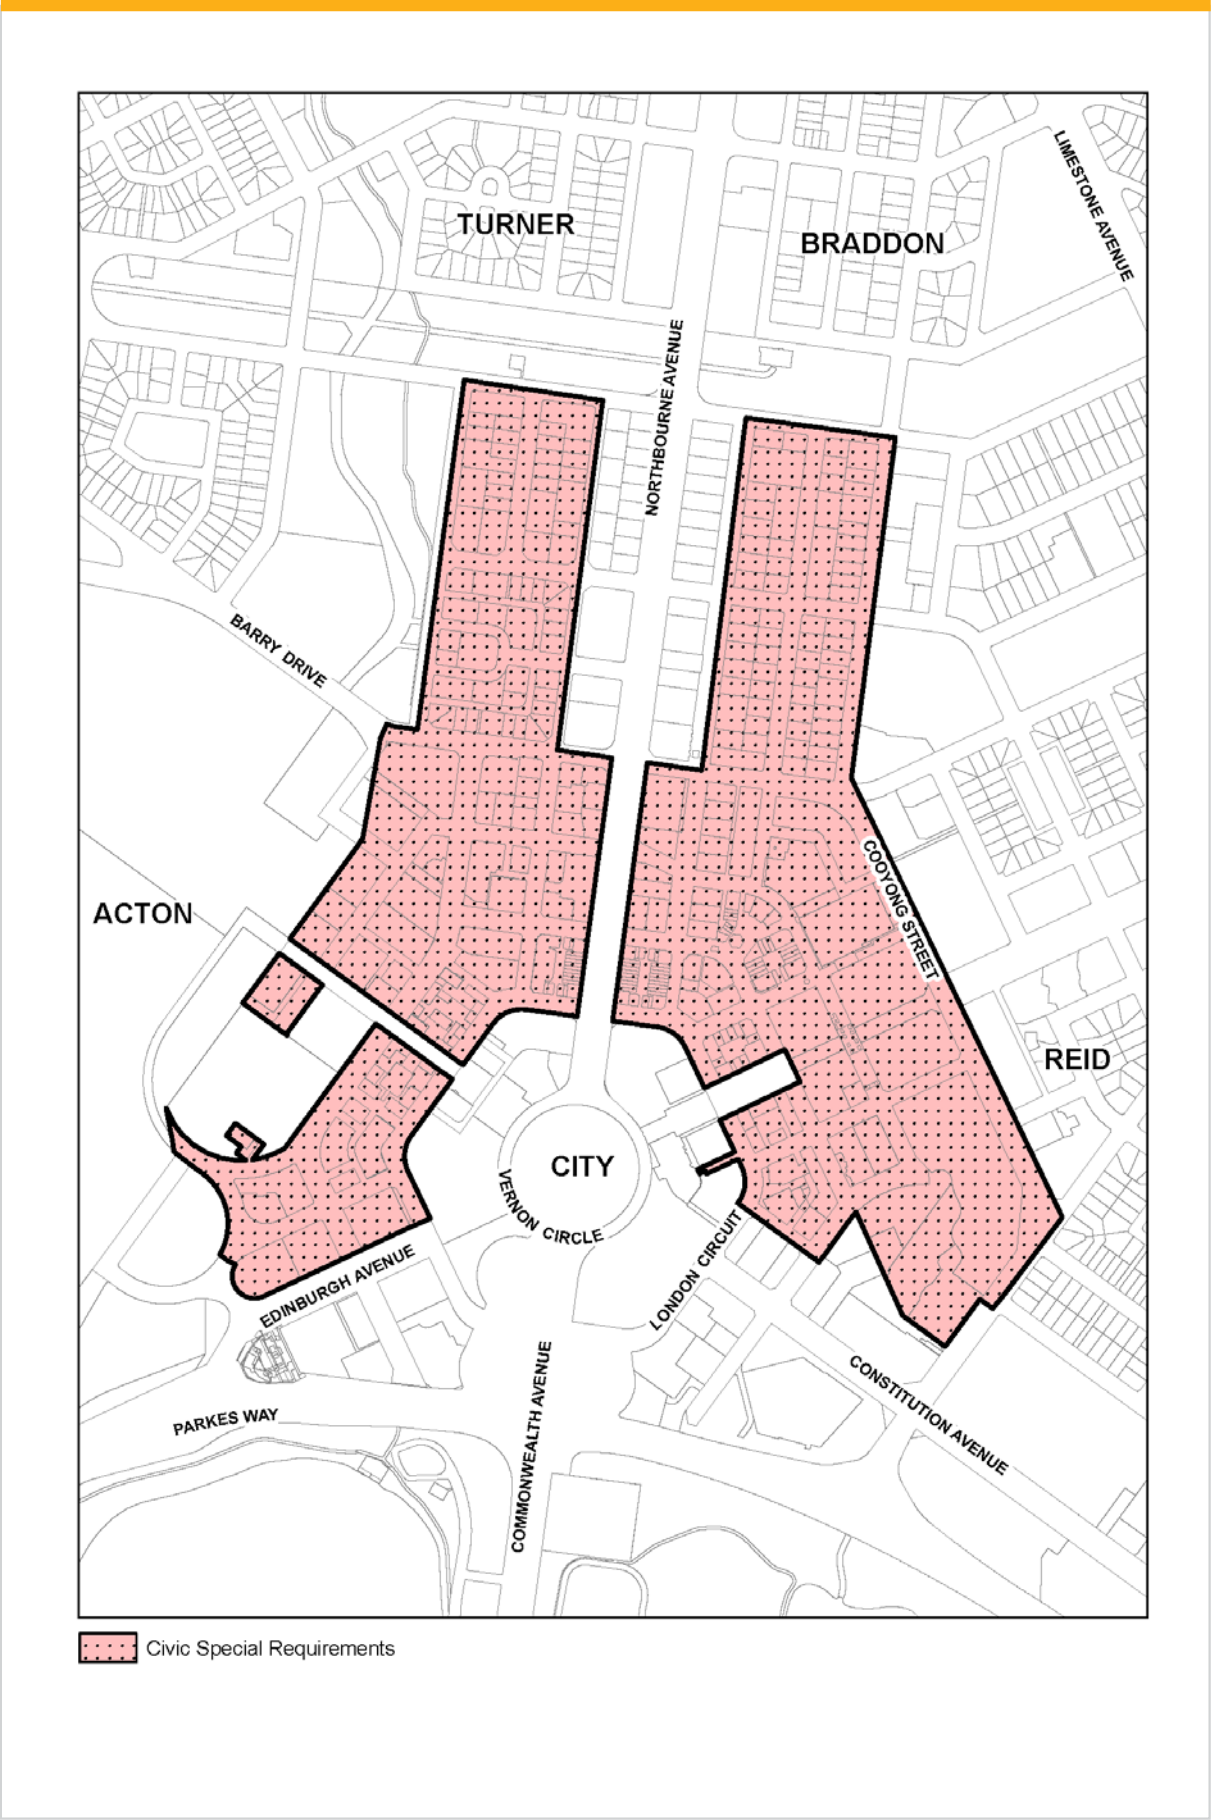 LIMESTONE AVENUE
TURNER
BRADDON
NORTHBOURNE AVENUE
BARRY DRIVE
COOYONG STREET
ACTON
REID
CITY
VERNON CIRCLE
EDINBURGH AVENUE
LONDON CIRCUIT
COMMONWEALTH AVENUE
CONSTITUTION AVENUE
PARKES WAY
Civic Special Requirements